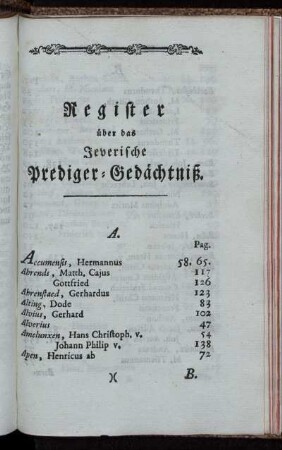 Register
über das
Jeverische
Prediger-Gedächtniß.
A.
Pag.
Accumensis, Hermannus 58. 65.
Ahrends, Matth. Cajus 117
Gottfried 126
Ahrenstaed, Gerhardus 123
Alting, Dode 83
Alvius, Gerhard 102
Alverius 47
Amelunxen, Hans Christoph. v. 54
Johann Philip v. 138
Apen, Henricus ab 72
)( B.